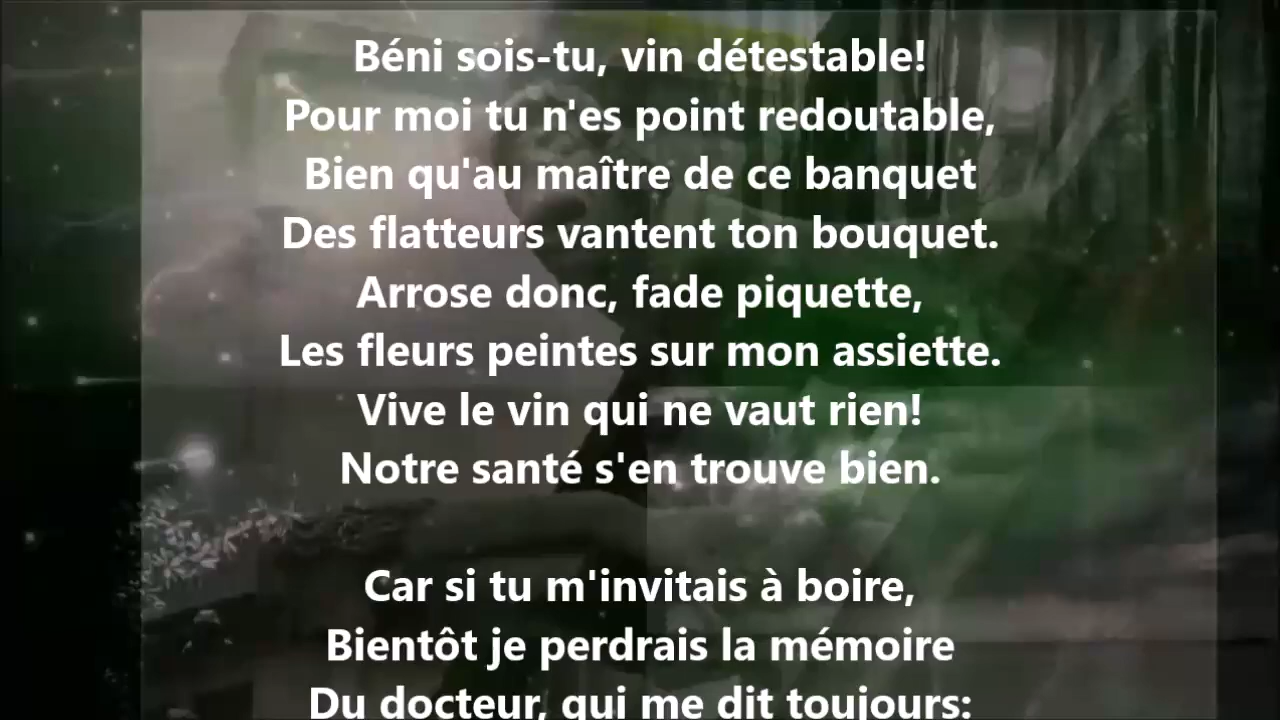 Béni sois-tu, vin détestable!
Pour moi tu n'es point redoutable,
Bien qu'au maître de ce banquet
Des flatteurs vantent ton bouquet.
Arrose donc, fade piquette,
Les fleurs peintes sur mon assiette.
Vive le vin qui ne vaut rien!
Notre santé s'en trouve bien.
Car si tu m'invitais à boire,
Bientôt je perdrais la mémoire
Du docteur, qui me dit toujours: